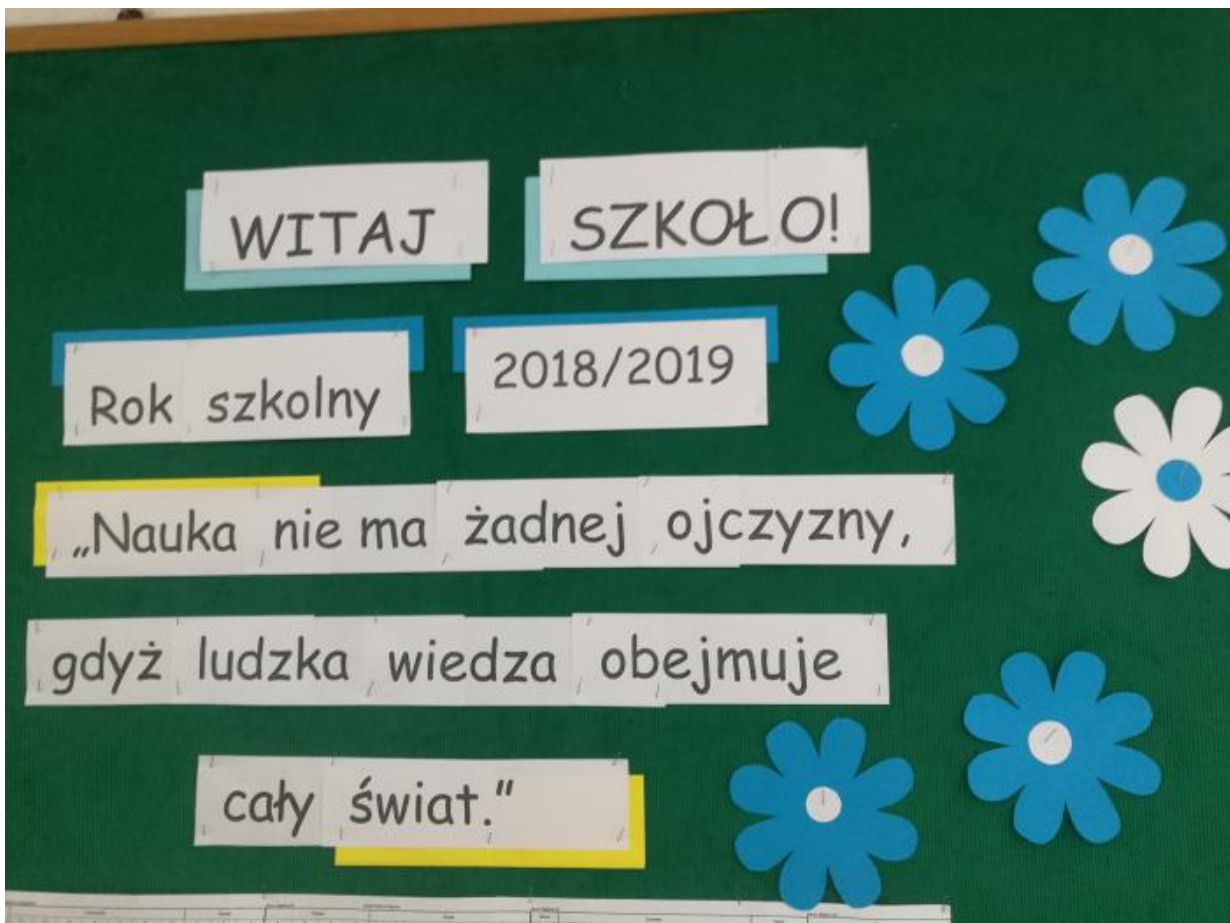 WITAJ SZKOŁO!
Rok szkolny 2018/2019
„Nauka nie ma żadnej ojczyzny,
gdyż ludzka wiedza obejmuje
cały świat."